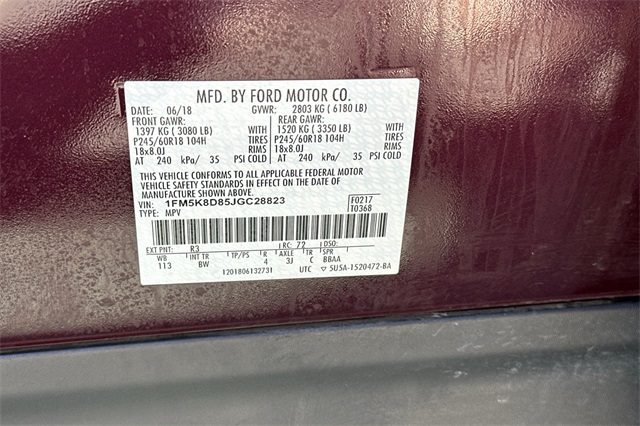 MFD. BY FORD MOTOR CO.
DATE: 06/18 GVWR: 2803 KG ( 6180 LB)
FRONT GAWR: REAR GAWR:
1397 KG ( 3080 LB) WITH 1520 KG ( 3350 LB) WITH
P245/60R18 104H TIRES P245/60R18 104H TIRES
18x8.0J RIMS 18x8.0J RIMS
AT 240 kPa/ 35 PSI COLD AT 240 kPa/ 35 PSI COLD
THIS VEHICLE CONFORMS TO ALL APPLICABLE FEDERAL MOTOR
VEHICLE SAFETY STANDARDS IN EFFECT ON THE DATE OF
MANUFACTURE SHOWN ABOVE.
VIN: 1FM5K8D85JGC28823 F0217
TYPE: MPV T0368
EXT PNT: R3 RC: 72 DSO:
WB INT TR TP/PS R AXLE TR SPR
113 BW 4 3J C BBAA
1201806132731 UTC ▽ 5U5A-1520472-BA